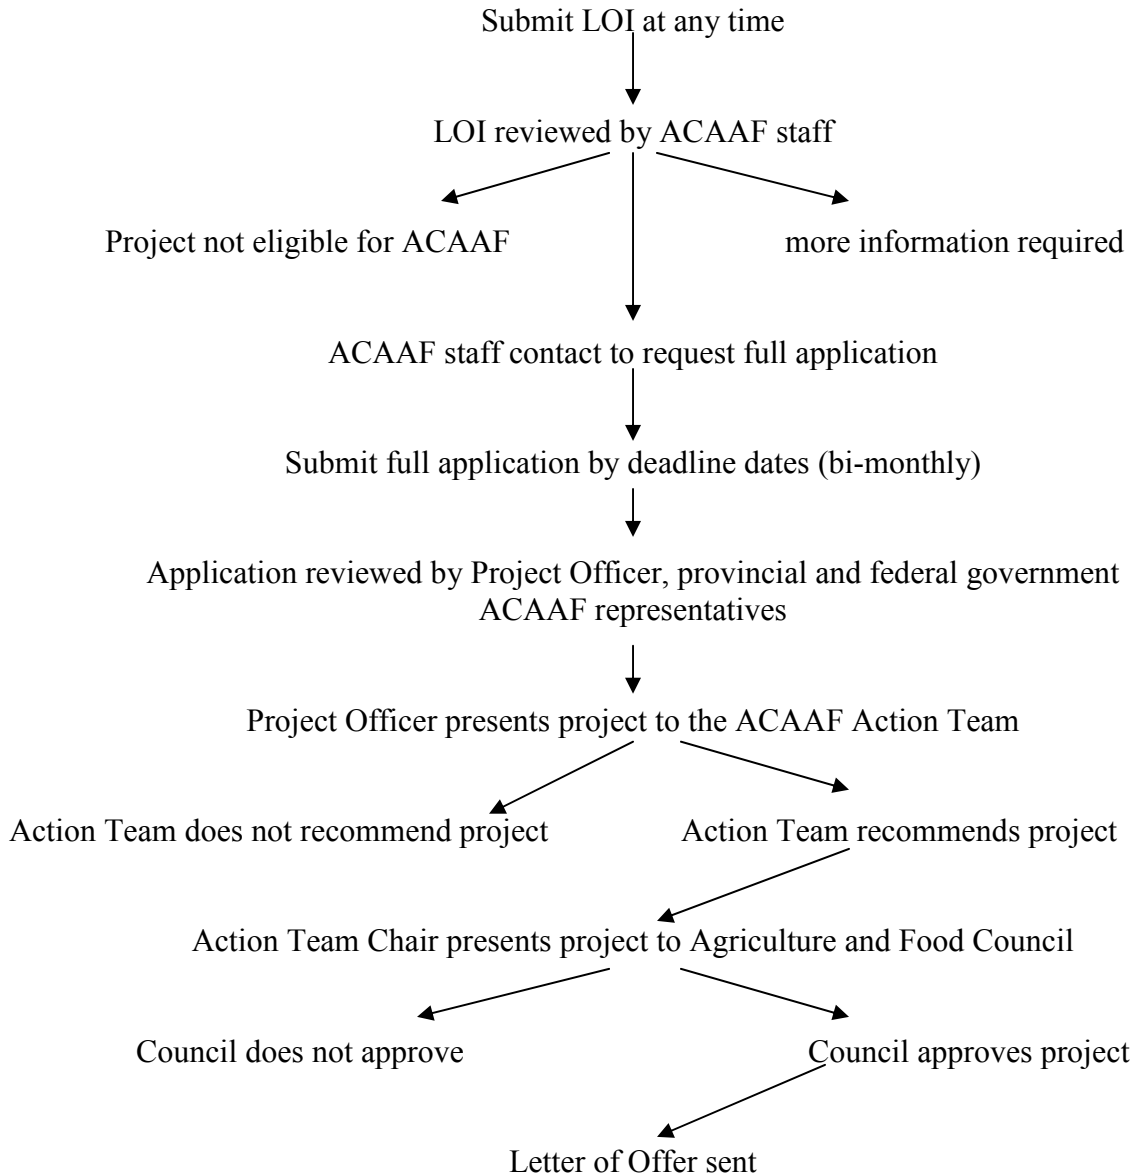 Submit LOI at any time
LOI reviewed by ACAAF staff
Project not eligible for ACAAF
more information required
ACAAF staff contact to request full application
Submit full application by deadline dates (bi-monthly)
Application reviewed by Project Officer, provincial and federal government
ACAAF representatives
Project Officer presents project to the ACAAF Action Team
Action Team does not recommend project
Action Team recommends project
Action Team Chair presents project to Agriculture and Food Council
Council does not approve
Council approves project
Letter of Offer sent